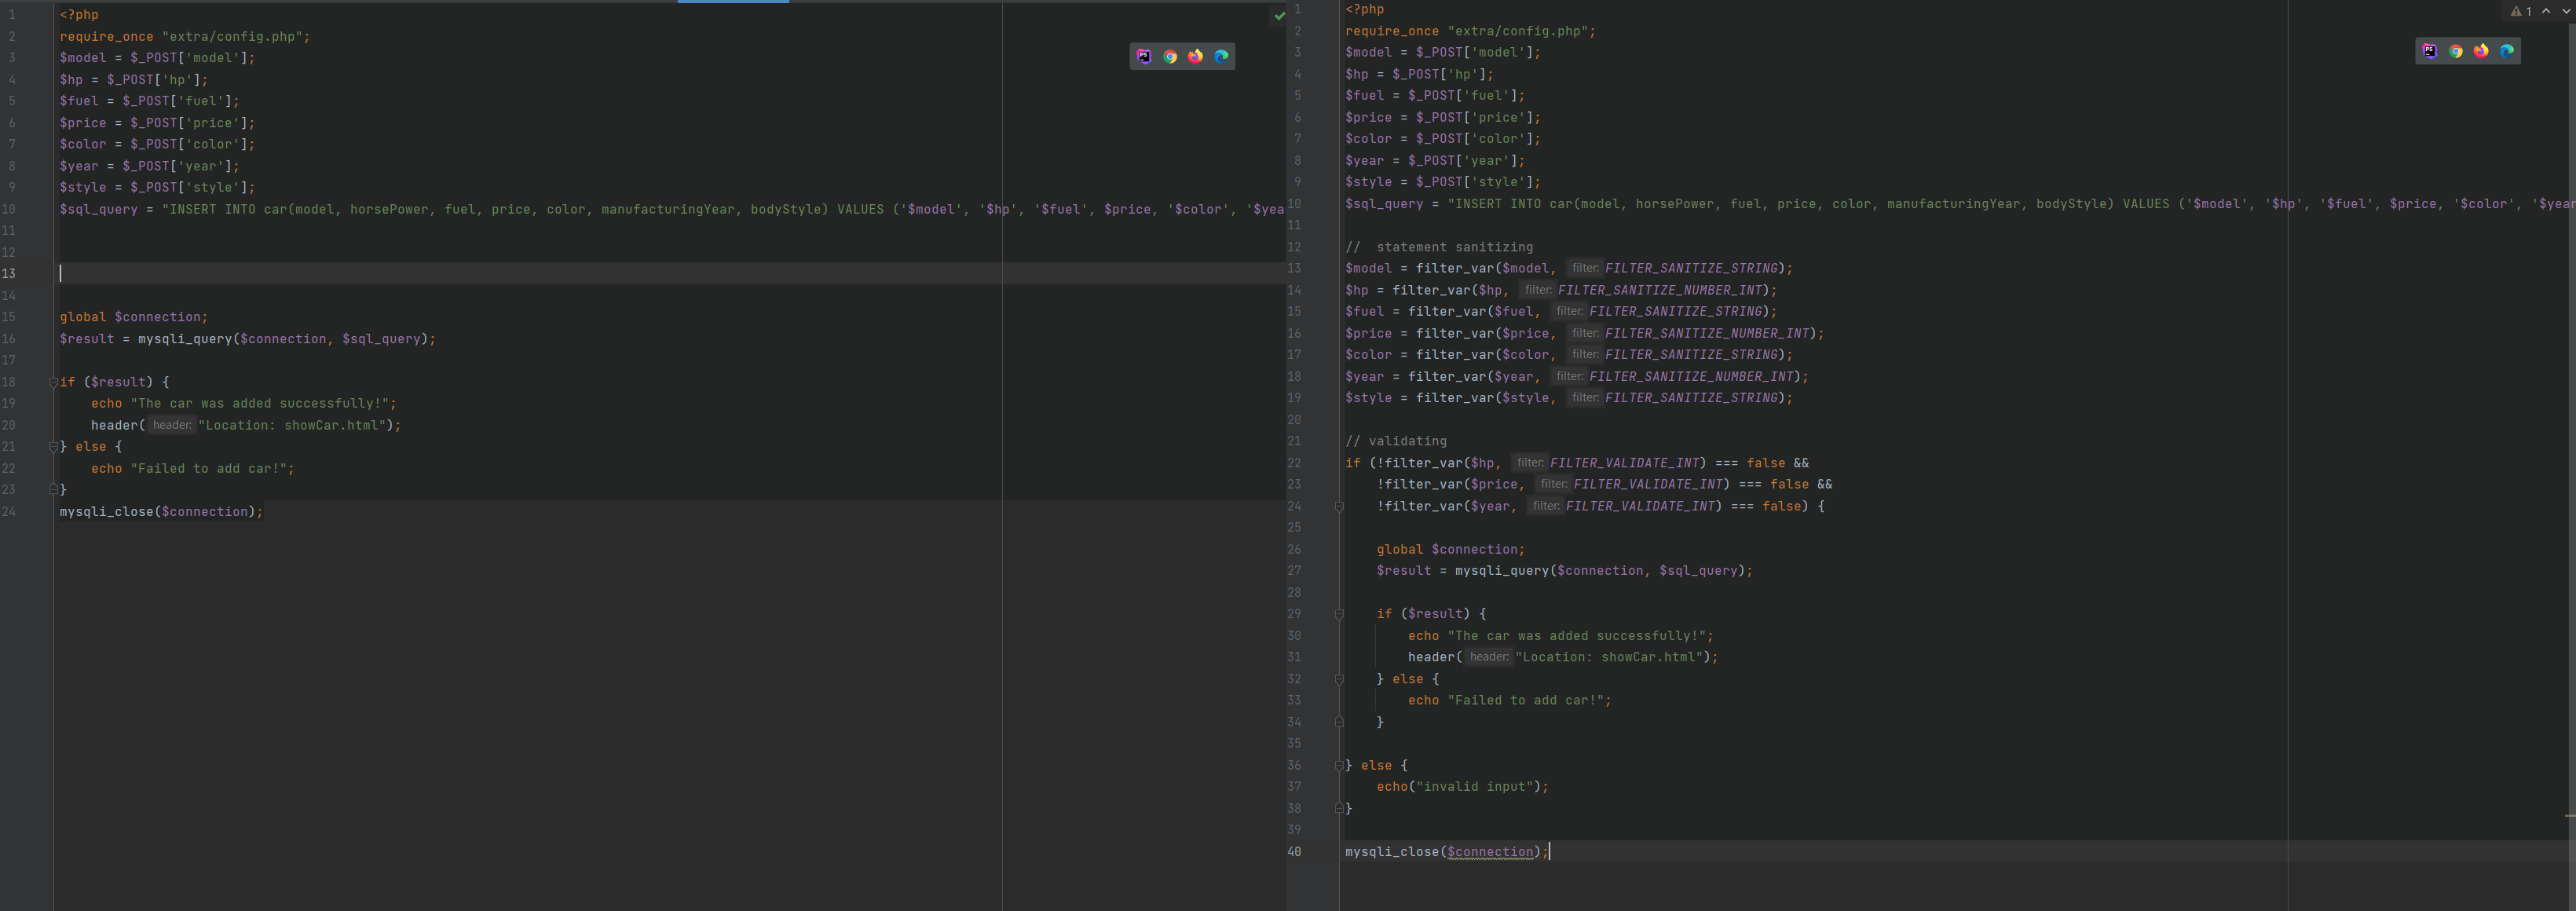 1 <?php
2 require_once "extra/config.php";
3 $model = $_POST['model'];
4 $hp = $_POST['hp'];
5 $fuel = $_POST['fuel'];
6 $price = $_POST['price'];
7 $color = $_POST['color'];
8 $year = $_POST['year'];
9 $style = $_POST['style'];
10 $sql_query = "INSERT INTO car(model, horsePower, fuel, price, color, manufacturingYear, bodyStyle) VALUES ('$model', '$hp', '$fuel', $price, '$color', '$yea
11
12
13
14
15 global $connection;
16 $result = mysqli_query($connection, $sql_query);
17
18 if ($result) {
19 echo "The car was added successfully!";
20 header( header: "Location: showCar.html");
21 } else {
22 echo "Failed to add car!";
23 }
24 mysqli_close($connection);
PS
1 <?php
1
2 require_once "extra/config.php";
3 $model = $_POST['model'];
4 $hp = $_POST['hp'];
5 $fuel = $_POST['fuel'];
6 $price = $_POST['price'];
7 $color = $_POST['color'];
8 $year = $_POST['year'];
9 $style = $_POST['style'];
10 $sql_query = "INSERT INTO car(model, horsePower, fuel, price, color, manufacturingYear, bodyStyle) VALUES ('$model', '$hp', '$fuel', $price, '$color', '$year
11
12 //  statement sanitizing
13 $model = filter_var($model, filter: FILTER_SANITIZE_STRING);
14 $hp = filter_var($hp, filter: FILTER_SANITIZE_NUMBER_INT);
15 $fuel = filter_var($fuel, filter: FILTER_SANITIZE_STRING);
16 $price = filter_var($price, filter: FILTER_SANITIZE_NUMBER_INT);
17 $color = filter_var($color, filter: FILTER_SANITIZE_STRING);
18 $year = filter_var($year, filter: FILTER_SANITIZE_NUMBER_INT);
19 $style = filter_var($style, filter: FILTER_SANITIZE_STRING);
20
21 // validating
22 if (!filter_var($hp, filter: FILTER_VALIDATE_INT) === false &&
23 !filter_var($price, filter: FILTER_VALIDATE_INT) === false &&
24 !filter_var($year, filter: FILTER_VALIDATE_INT) === false) {
25
26 global $connection;
27 $result = mysqli_query($connection, $sql_query);
28
29 if ($result) {
30 echo "The car was added successfully!";
31 header( header: "Location: showCar.html");
32 } else {
33 echo "Failed to add car!";
34 }
35
36 } else {
37 echo("invalid input");
38 }
39
40 mysqli_close($connection);
PS